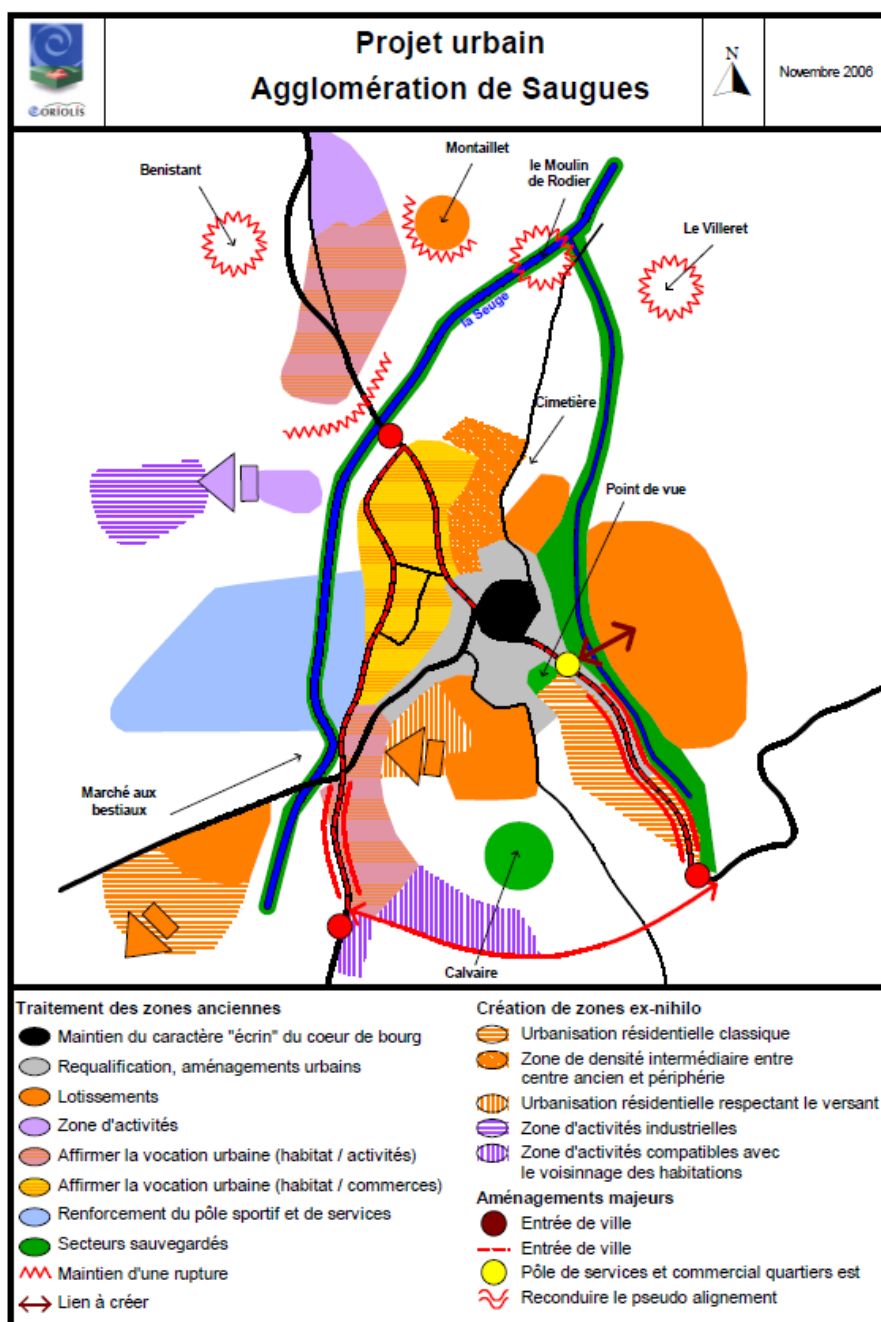 Projet urbain
Agglomération de Saugues
CORIOLIS
N
Novembre 2006
Benistant
Montaillet
le Moulin
de Rodier
Le Villeret
la Seuge
Cimetière
Point de vue
Marché aux
bestiaux
Calvaire
Traitement des zones anciennes
Maintien du caractère "écrin" du coeur de bourg
Requalification, aménagements urbains
Lotissements
Zone d'activités
Affirmer la vocation urbaine (habitat / activités)
Affirmer la vocation urbaine (habitat / commerces)
Renforcement du pôle sportif et de services
Secteurs sauvegardés
Maintien d'une rupture
Lien à créer
Création de zones ex-nihilo
Urbanisation résidentielle classique
Zone de densité intermédiaire entre
centre ancien et périphérie
Urbanisation résidentielle respectant le versant
Zone d'activités industrielles
Zone d'activités compatibles avec
le voisinnage des habitations
Aménagements majeurs
Entrée de ville
Entrée de ville
Pôle de services et commercial quartiers est
Reconduire le pseudo alignement